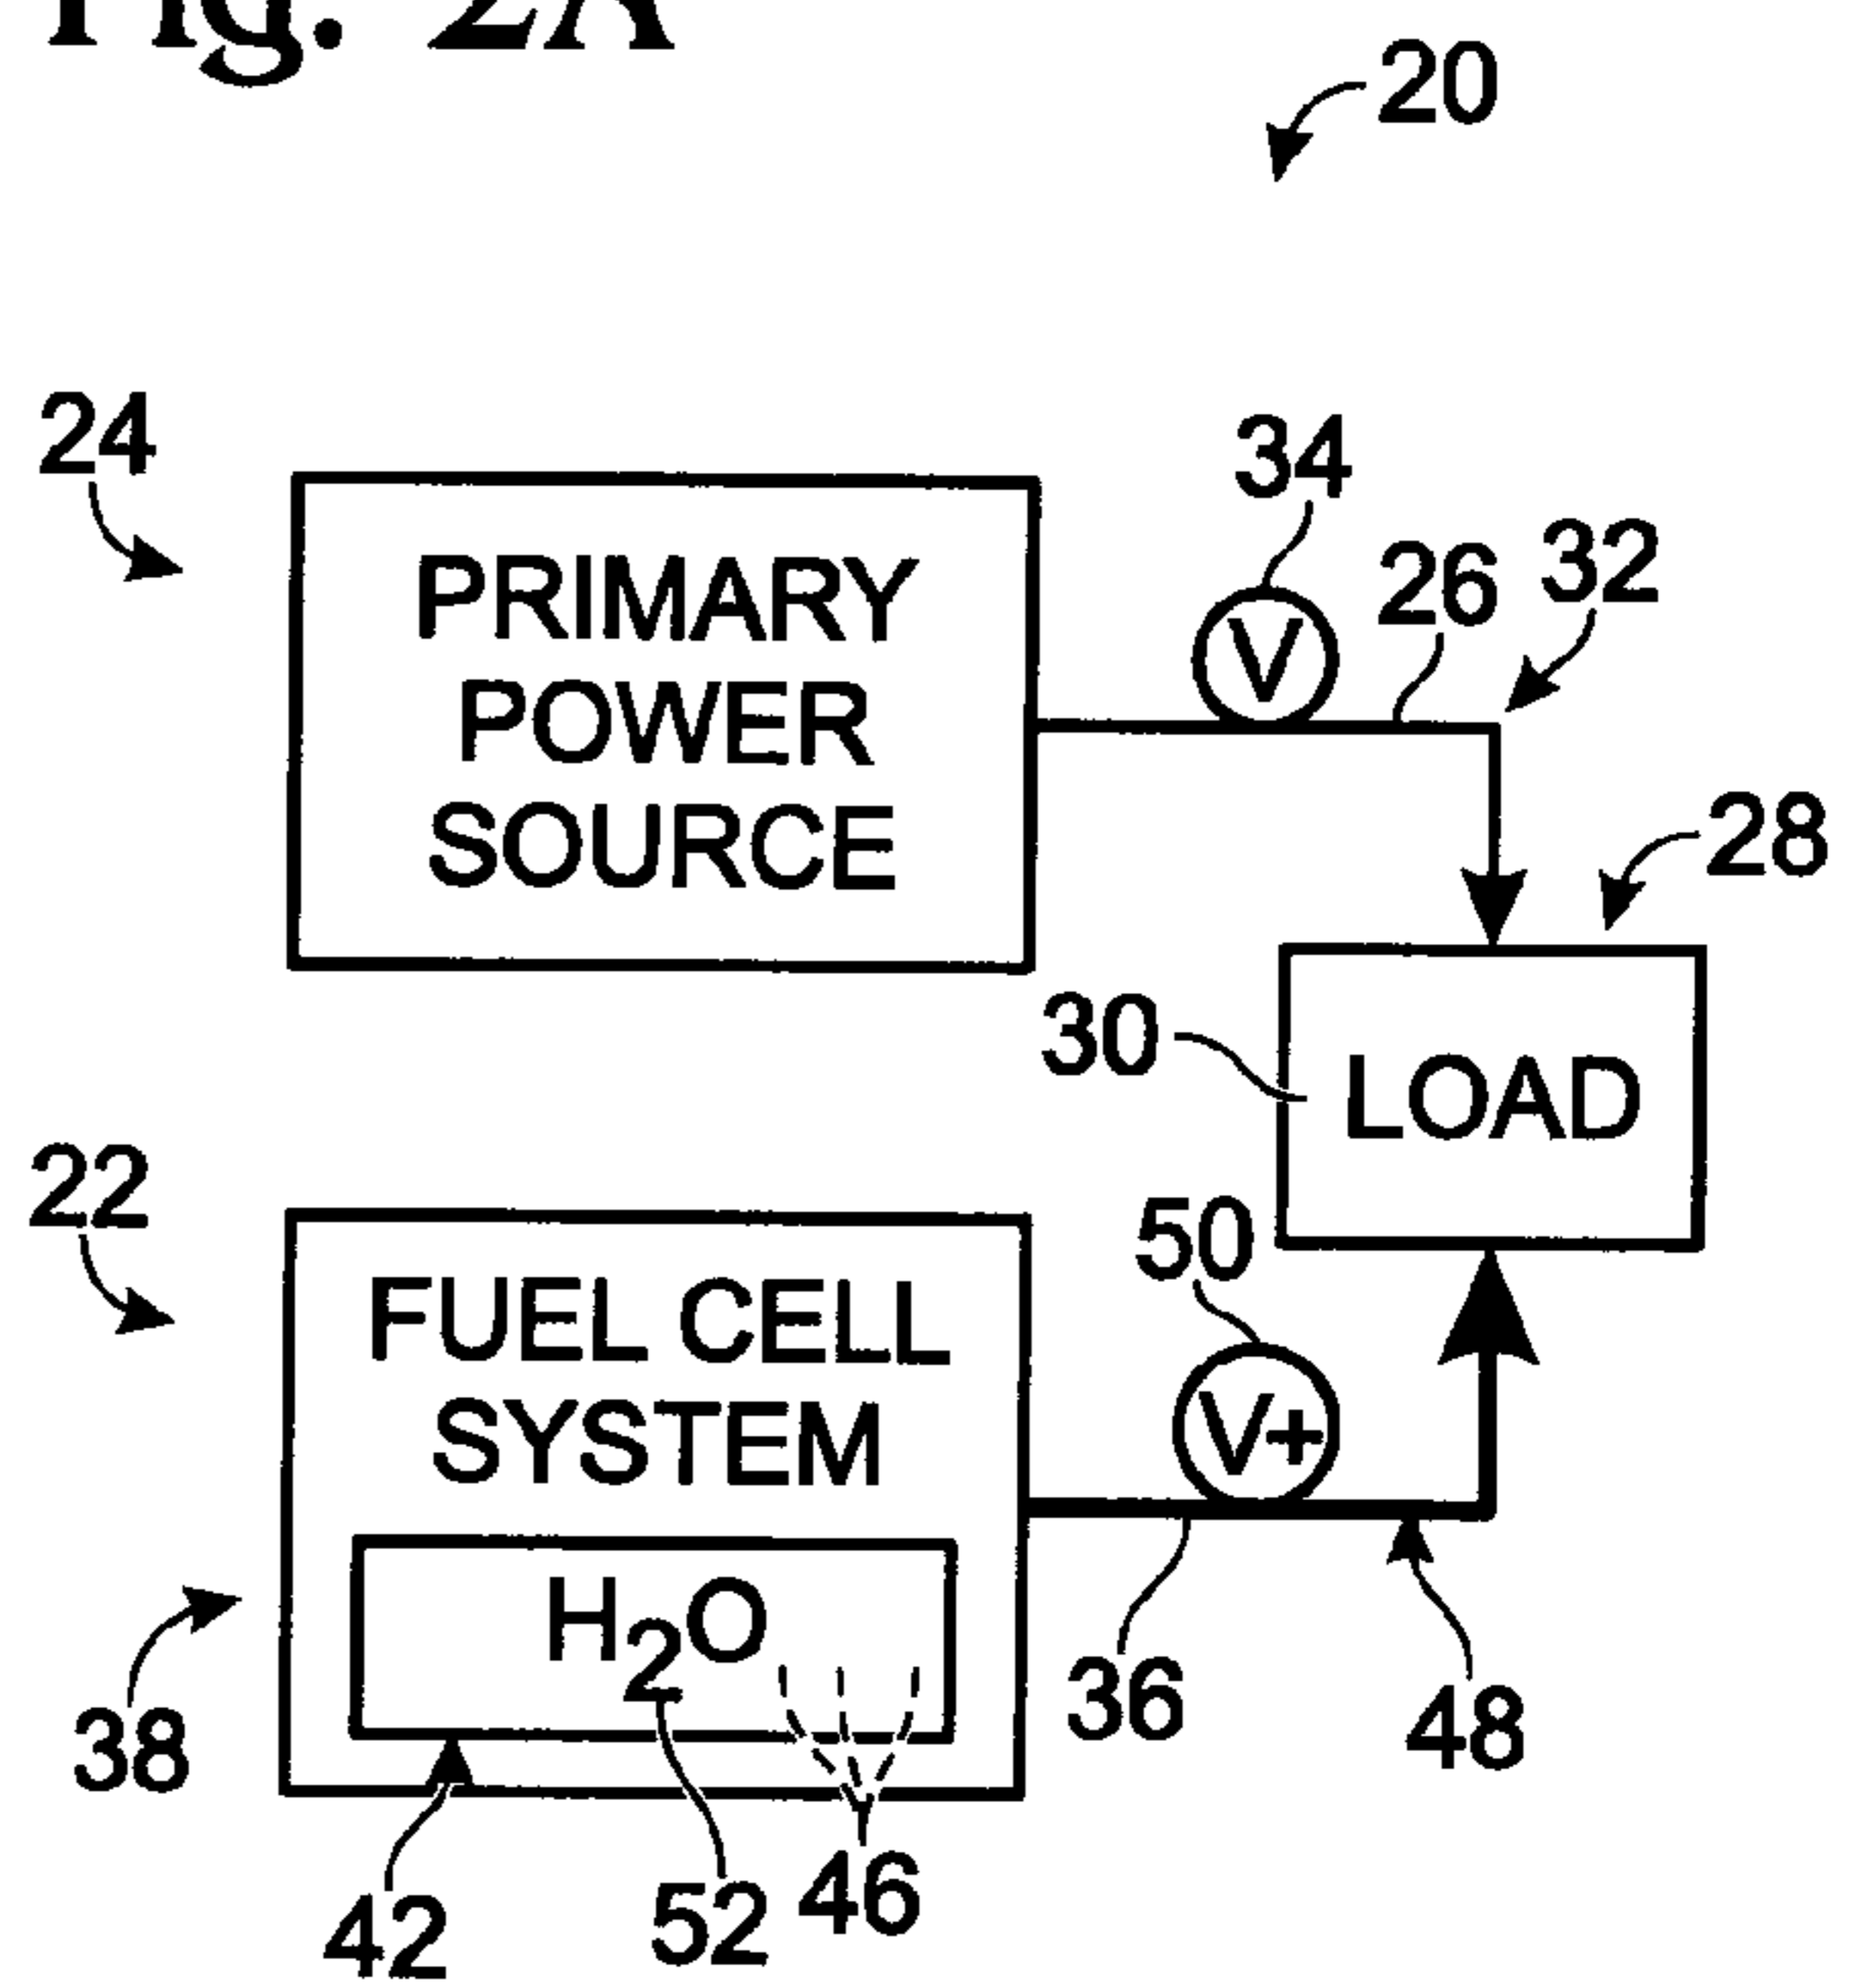 Fig. 2A
20
24
34
32
26
PRIMARY
POWER
SOURCE
V
28
30
LOAD
22
50
FUEL CELL
SYSTEM
V+
H2O
38
36
48
42
52
46